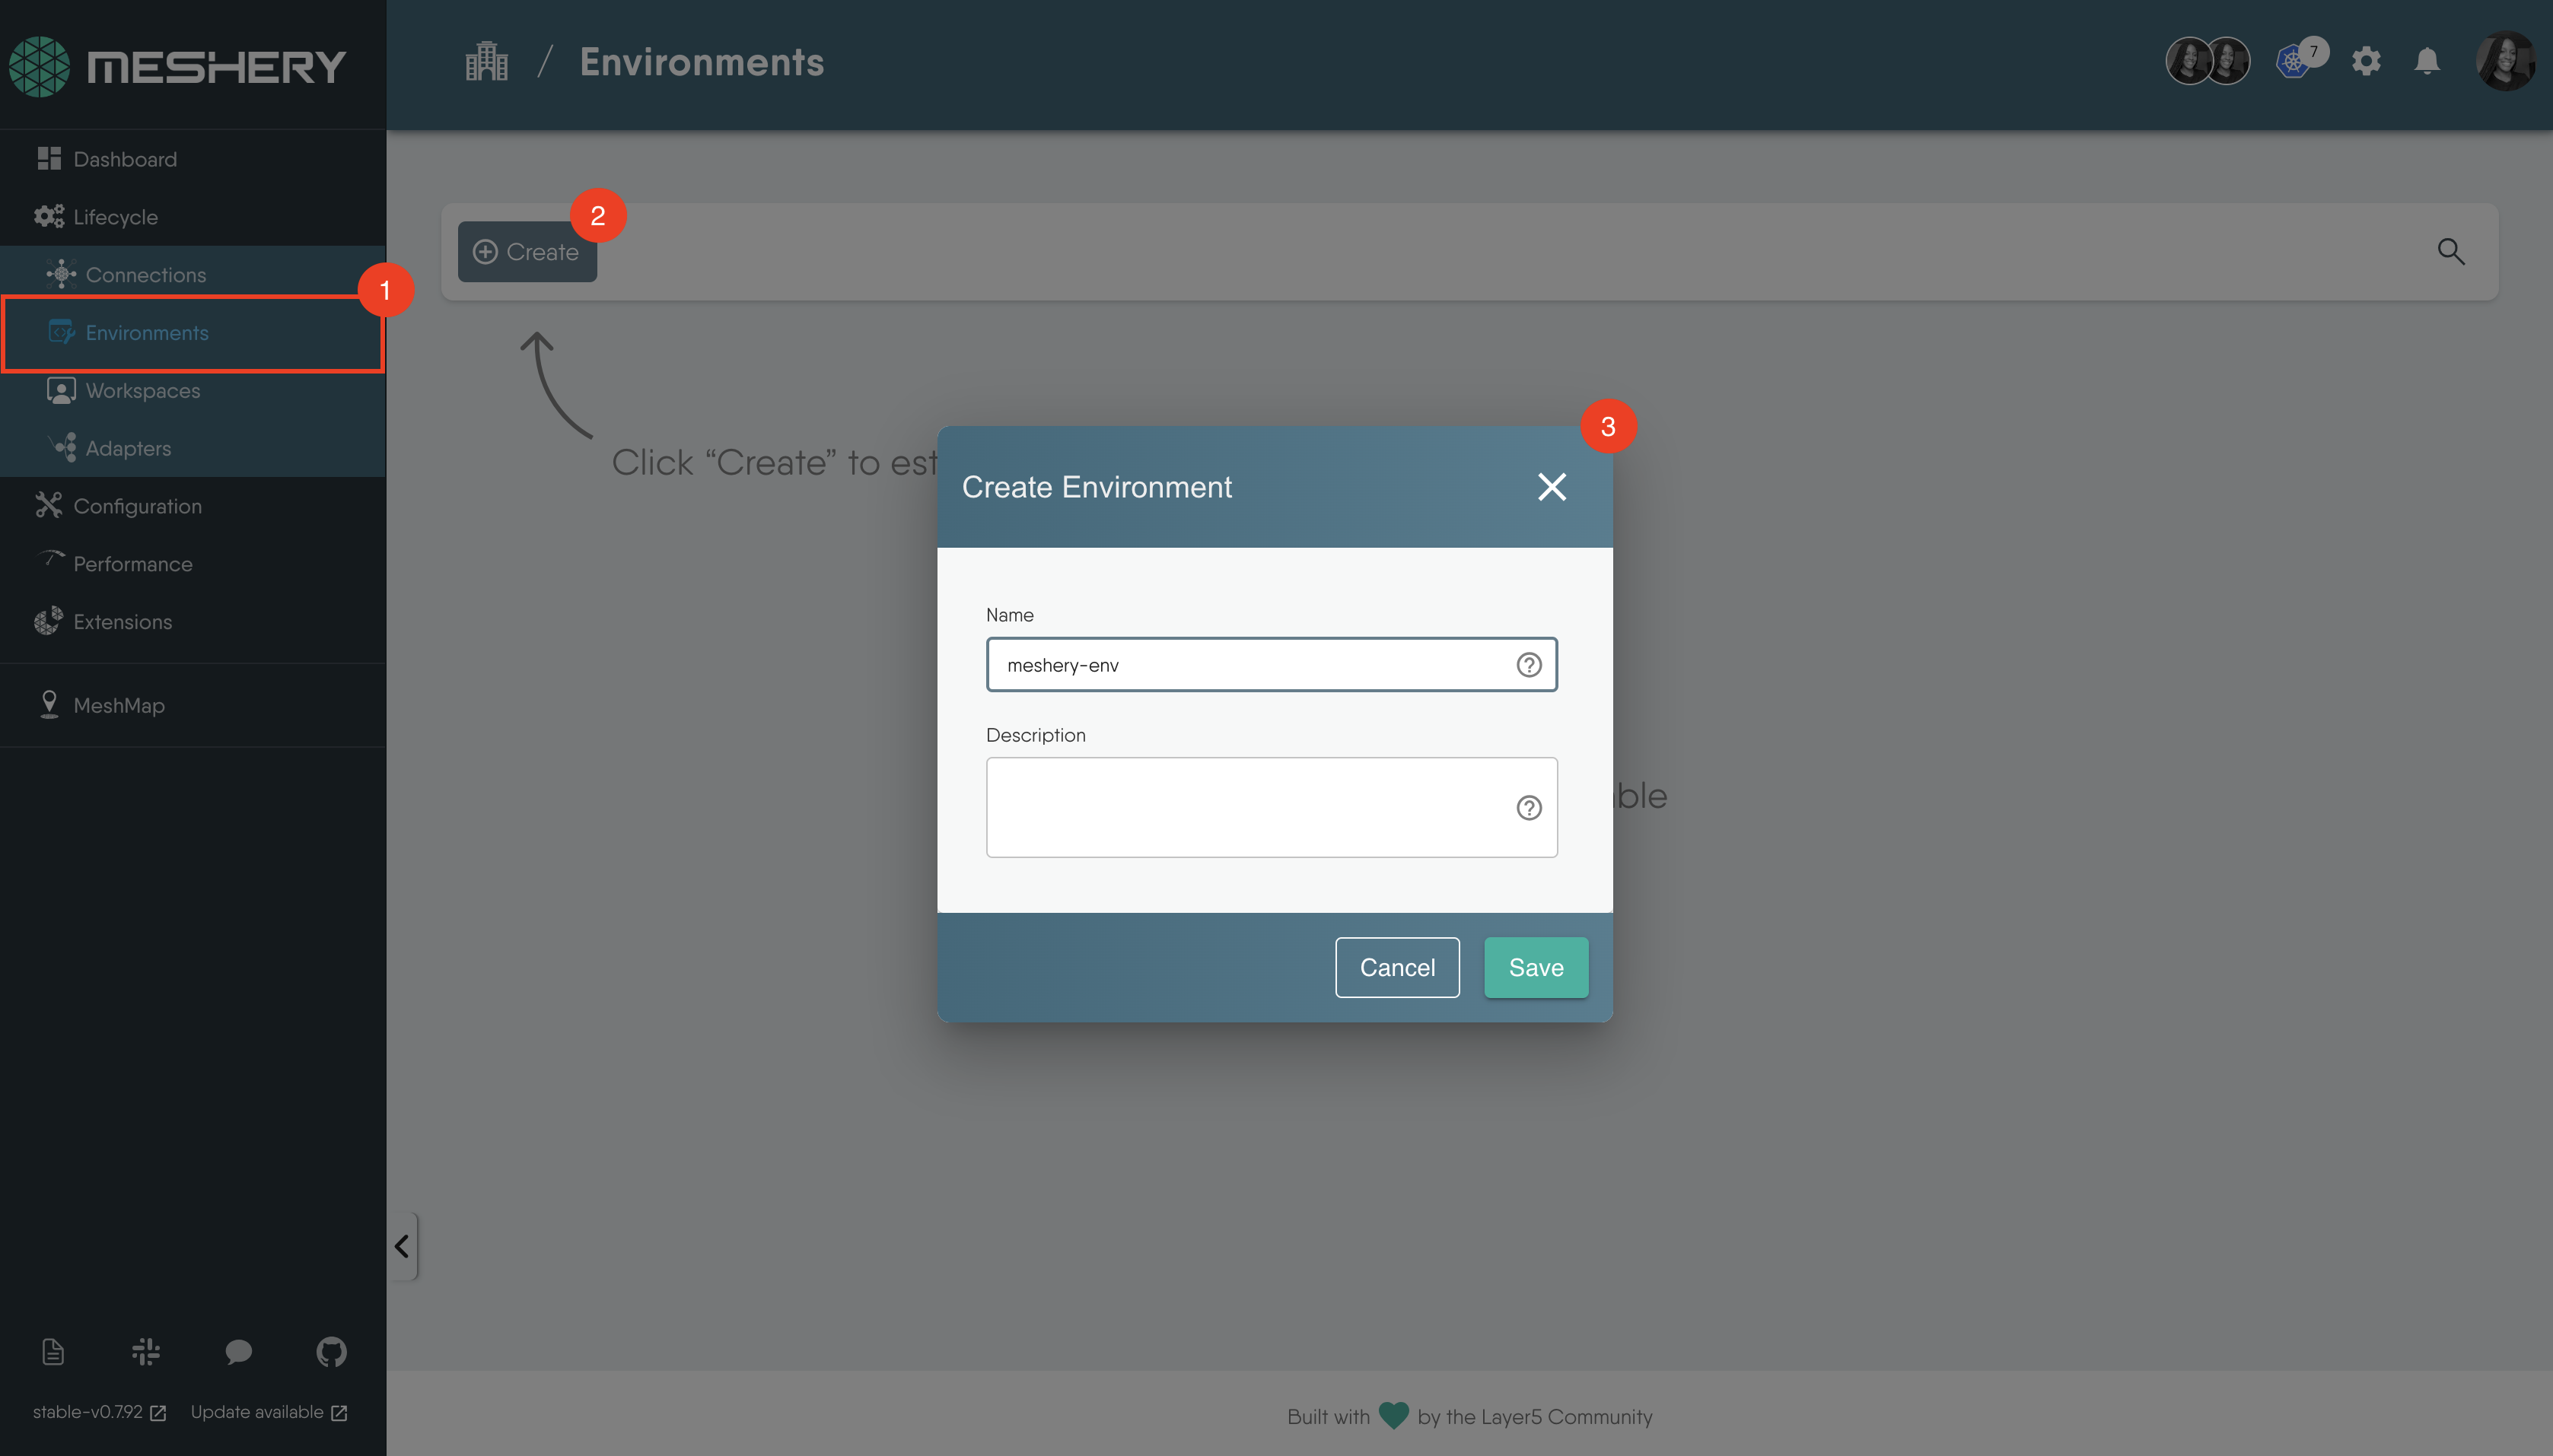 MESHERY
Environments
7
Dashboard
Lifecycle
Connections
Environments
Workspaces
Adapters
Configuration
Performance
Extensions
MeshMap
1
Create
2
Click “Create” to est
ble
3
Create Environment
Name
meshery-env
Description
Cancel
Save
stable-v0.7.92
Update available
Built with by the Layer5 Community